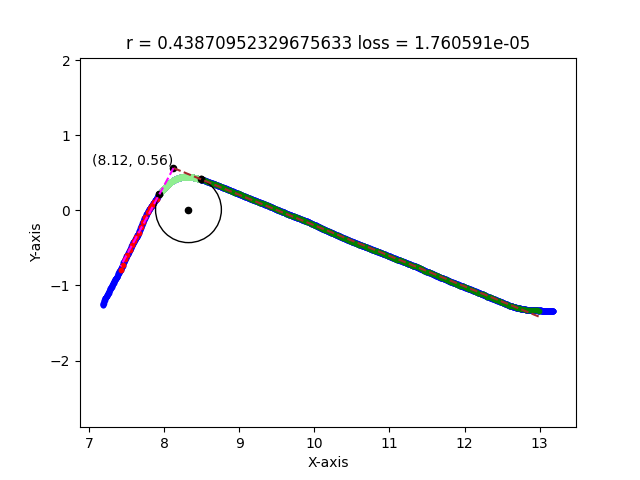 r = 0.43870952329675633 loss = 1.760591e-05
2
1
(8.12, 0.56)
0
−1
−2
Y-axis
7 8 9 10 11 12 13
X-axis